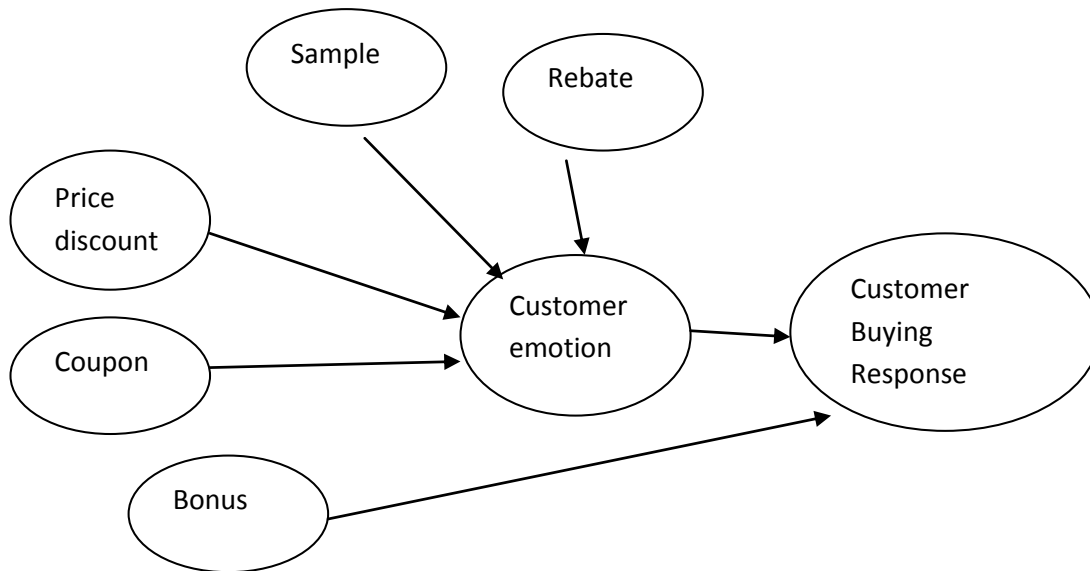 Sample
Rebate
Price
discount
Customer
emotion
Customer
Buying
Response
Coupon
Bonus